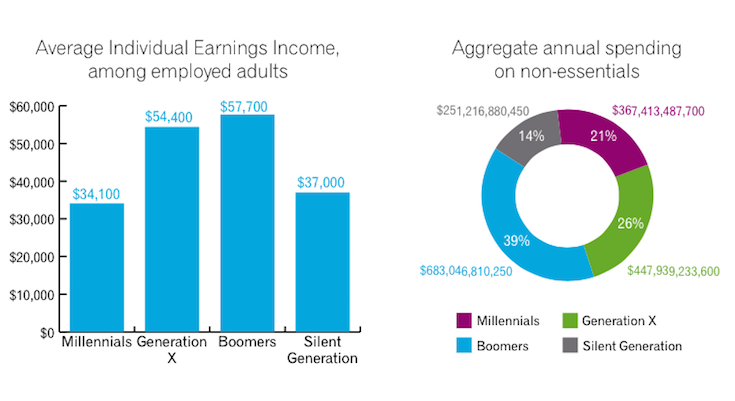 Average Individual Earnings Income,
among employed adults
$60,000
$50,000
$40,000
$30,000
$20,000
$10,000
$0
$34,100
$54,400
$57,700
$37,000
Millennials
Generation
X
Boomers
Silent
Generation
Aggregate annual spending
on non-essentials
$251,216,880,450
$367,413,487,700
14%
21%
26%
39%
$683,046,810,250
$447,939,233,600
Millennials
Generation X
Boomers
Silent Generation